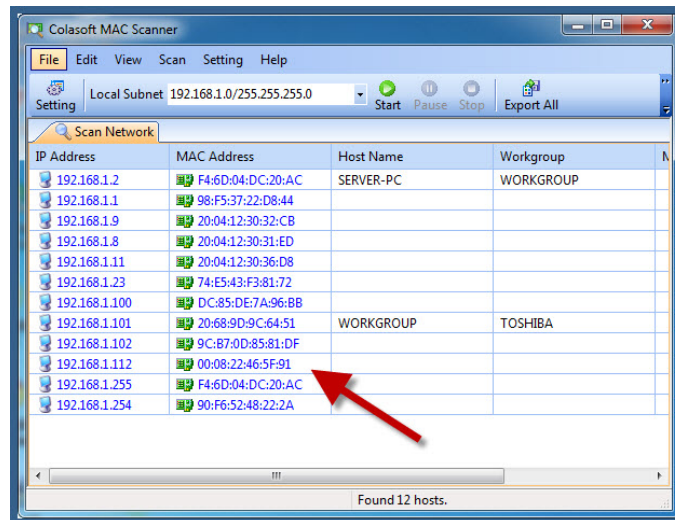 Colasoft MAC Scanner
File Edit View Scan Setting Help
Setting Local Subnet 192.168.1.0/255.255.255.0 Start Pause Stop Export All
Scan Network
IP Address MAC Address Host Name Workgroup
192.168.1.2 F4:6D:04:DC:20:AC SERVER-PC WORKGROUP
192.168.1.1 98:F5:37:22:D8:44
192.168.1.9 20:04:12:30:32:CB
192.168.1.8 20:04:12:30:31:ED
192.168.1.11 20:04:12:30:36:D8
192.168.1.23 74:E5:43:F3:81:72
192.168.1.100 DC:85:DE:7A:96:BB
192.168.1.101 20:68:9D:9C:64:51 WORKGROUP TOSHIBA
192.168.1.102 9C:B7:0D:85:81:DF
192.168.1.112 00:08:22:46:5F:91
192.168.1.255 F4:6D:04:DC:20:AC
192.168.1.254 90:F6:52:48:22:2A
Found 12 hosts.